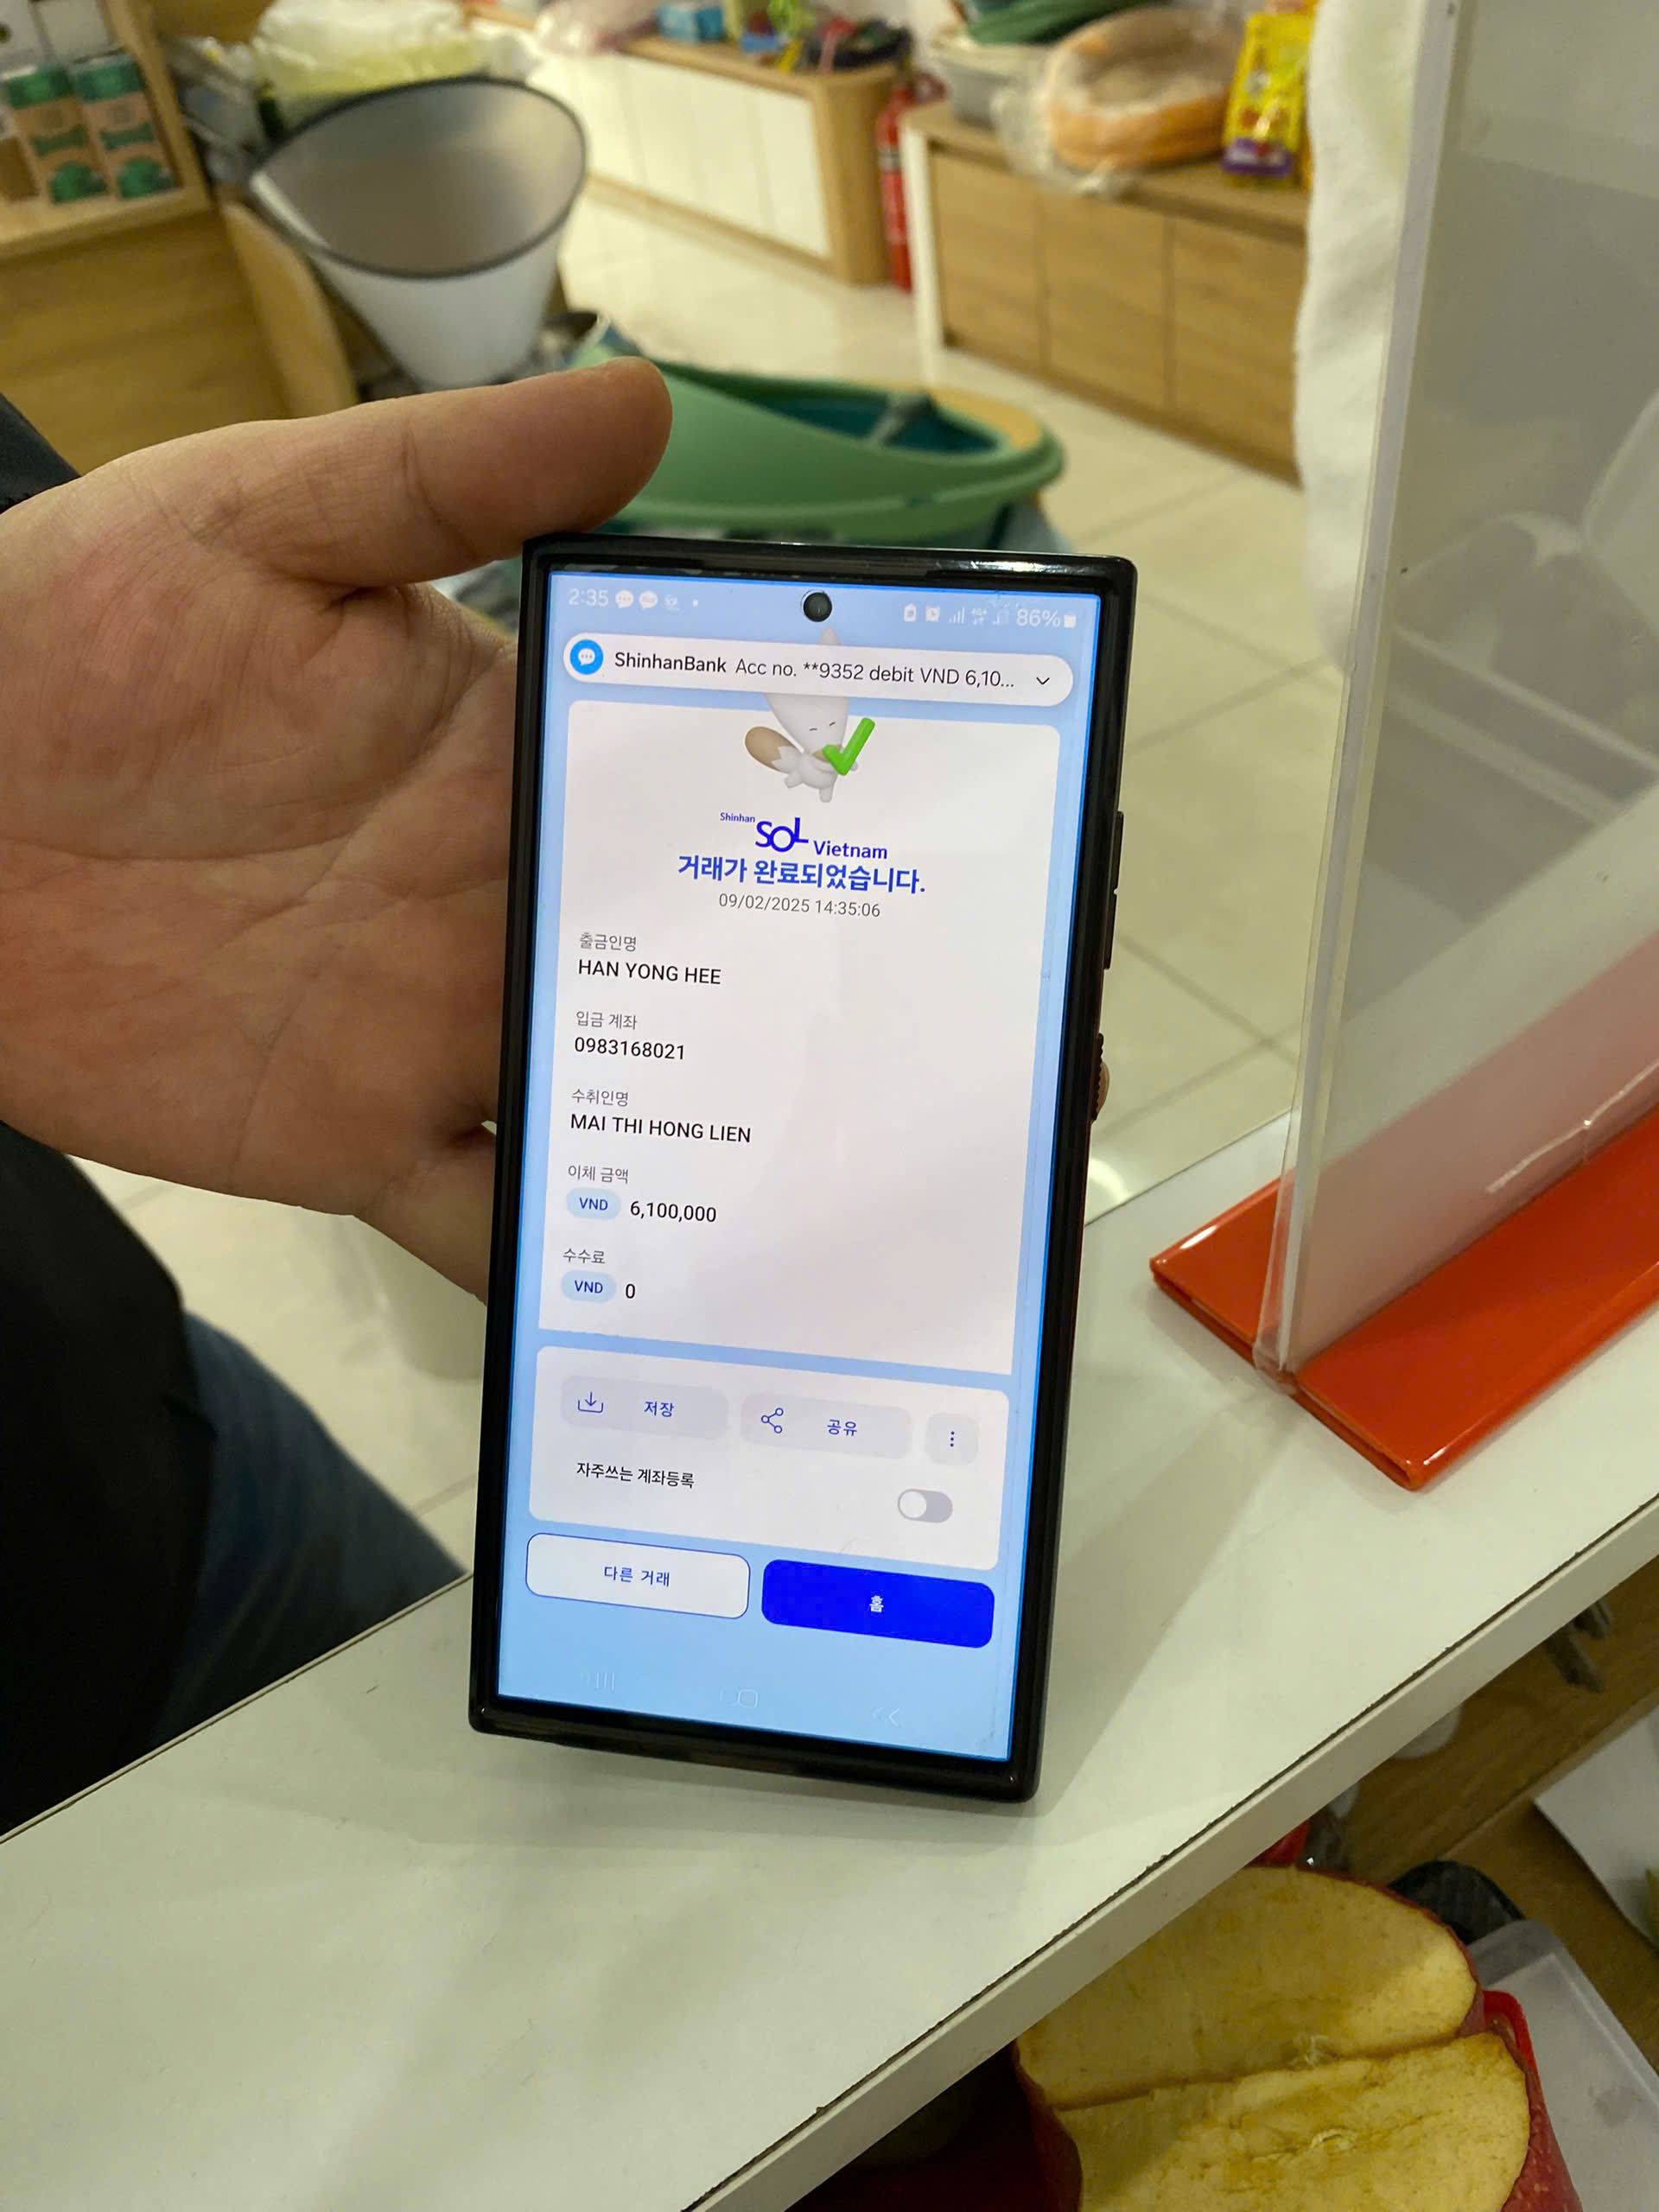 2:35
86%
ShinhanBank Acc no. **9352 debit VND 6,10...
Shinhan SOL Vietnam
거래가 완료되었습니다.
09/02/2025 14:35:06
출금인명
HAN YONG HEE
입금 계좌
0983168021
수취인명
MAI THI HONG LIEN
이체 금액
VND 6,100,000
수수료
VND 0
저장
공유
자주쓰는 계좌등록
다른 거래
홈